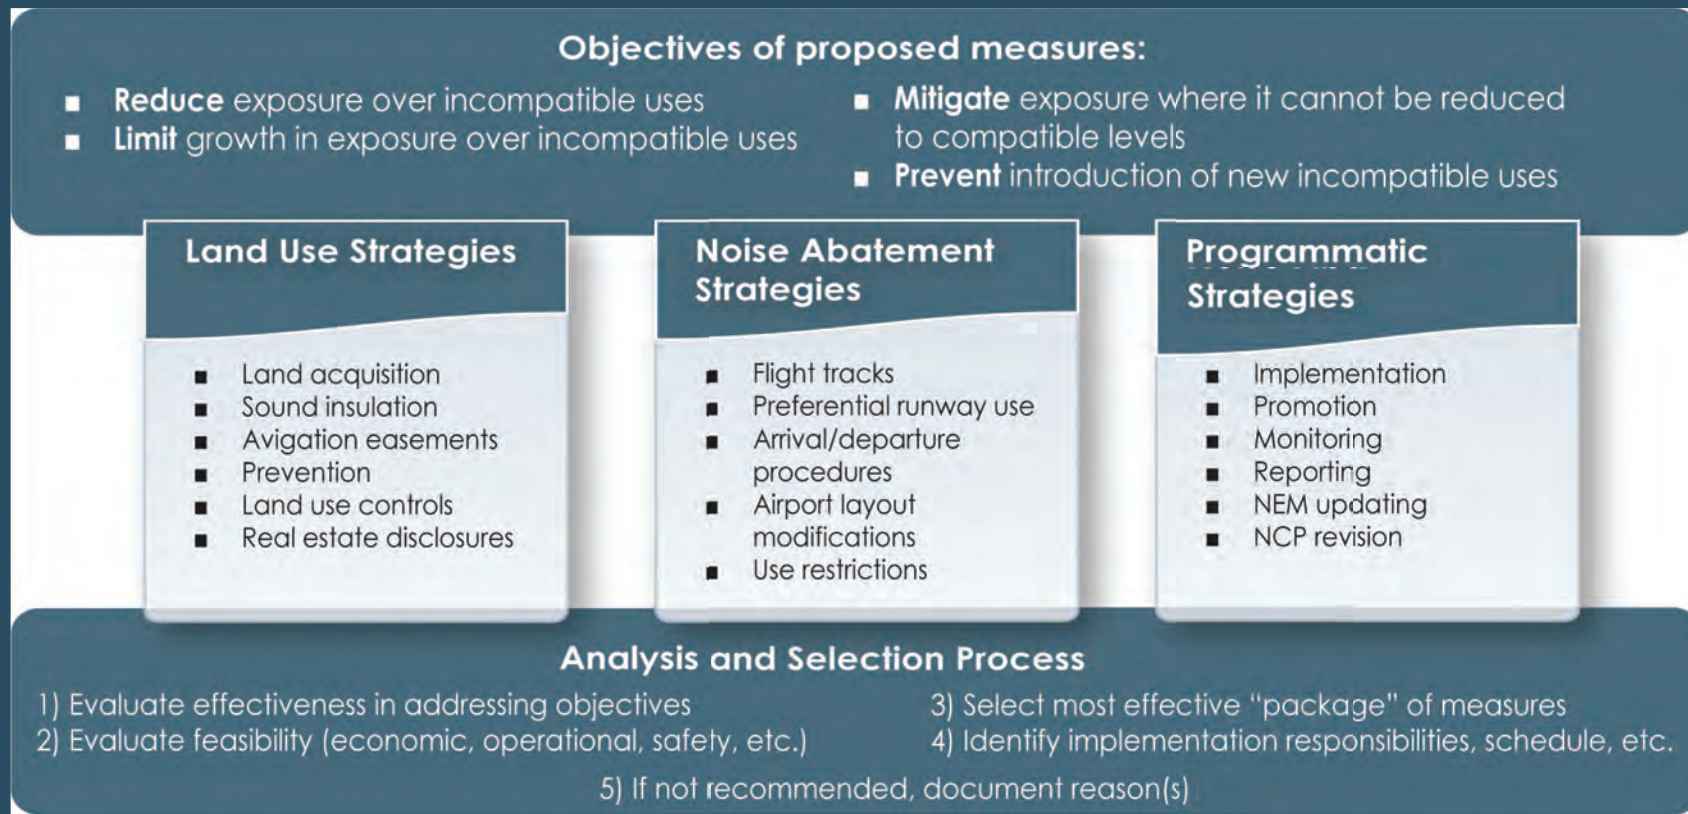 Objectives of proposed measures:
■ Reduce exposure over incompatible uses
■ Limit growth in exposure over incompatible uses
■ Mitigate exposure where it cannot be reduced
to compatible levels
■ Prevent introduction of new incompatible uses
Land Use Strategies
■ Land acquisition
■ Sound insulation
■ Avigation easements
■ Prevention
■ Land use controls
■ Real estate disclosures
Noise Abatement
Strategies
■ Flight tracks
■ Preferential runway use
■ Arrival/departure
procedures
■ Airport layout
modifications
■ Use restrictions
Programmatic
Strategies
■ Implementation
■ Promotion
■ Monitoring
■ Reporting
■ NEM updating
■ NCP revision
Analysis and Selection Process
1) Evaluate effectiveness in addressing objectives
2) Evaluate feasibility (economic, operational, safety, etc.)
3) Select most effective “package” of measures
4) Identify implementation responsibilities, schedule, etc.
5) If not recommended, document reason(s)